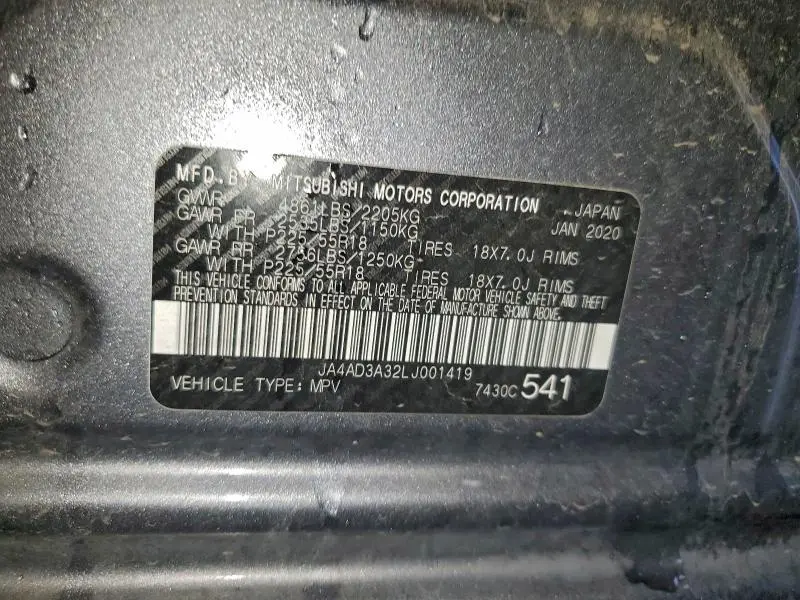 MFD.BY MITSUBISHI MOTORS CORPORATION JAPAN
GVWR 4861LBS/2205KG JAN 2020
GAWR FR 2535LBS/1150KG
WITH P225/55R18 TIRES 18X7.0J RIMS
GAWR RR 2756LBS/1250KG
WITH P225/55R18 TIRES 18X7.0J RIMS
THIS VEHICLE CONFORMS TO ALL APPLICABLE FEDERAL MOTOR VEHICLE SAFETY AND THEFT
PREVENTION STANDARDS IN EFFECT ON THE DATE OF MANUFACTURE SHOWN ABOVE.
JA4AD3A32LJ001419
VEHICLE TYPE: MPV 7430C 541